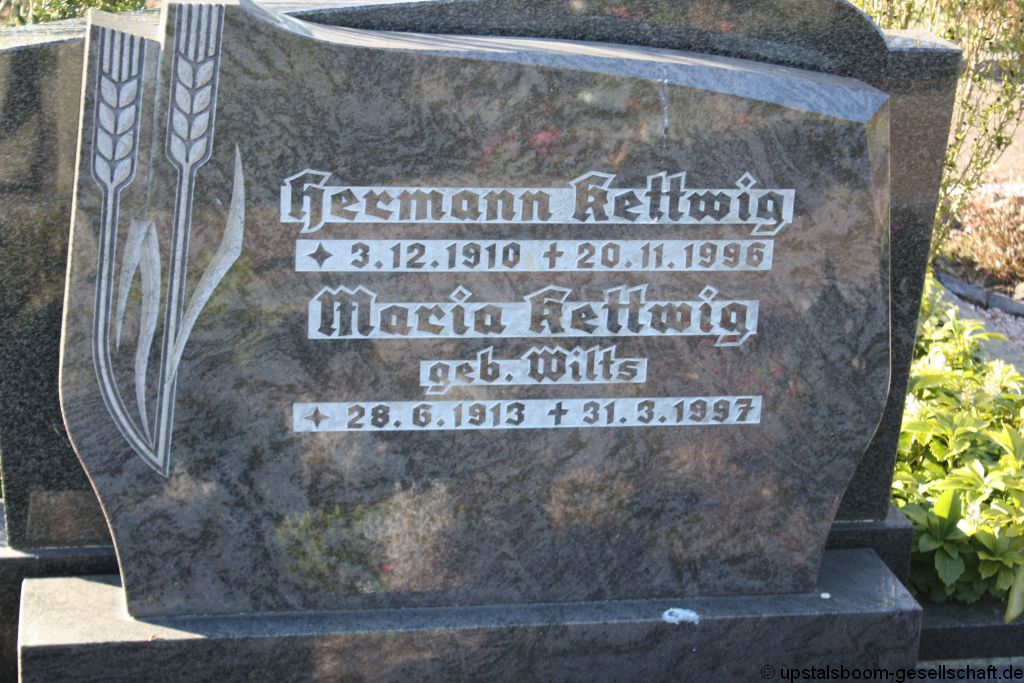 Hermann Kettwig
✦ 3.12.1910 ✝ 20.11.1996
Maria Kettwig
geb. Wilts
✦ 28.6.1913 ✝ 31.3.1997
© upstalsboom-gesellschaft.de